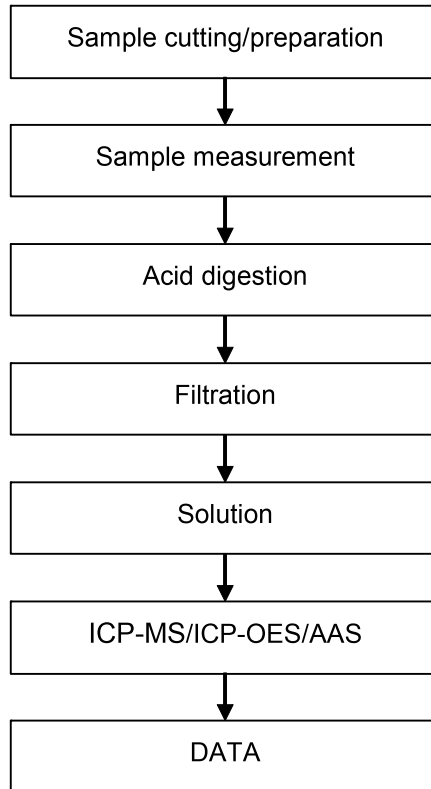 Sample cutting/preparation
Sample measurement
Acid digestion
Filtration
Solution
ICP-MS/ICP-OES/AAS
DATA